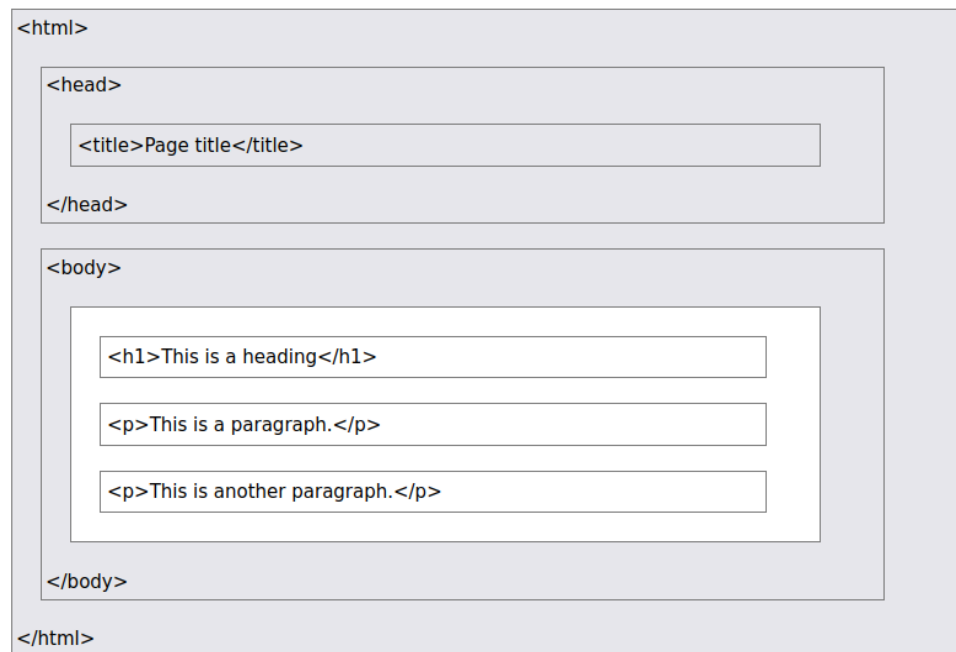 <html>
<head>
<title>Page title</title>
</head>
<body>
<h1>This is a heading</h1>
<p>This is a paragraph.</p>
<p>This is another paragraph.</p>
</body>
</html>